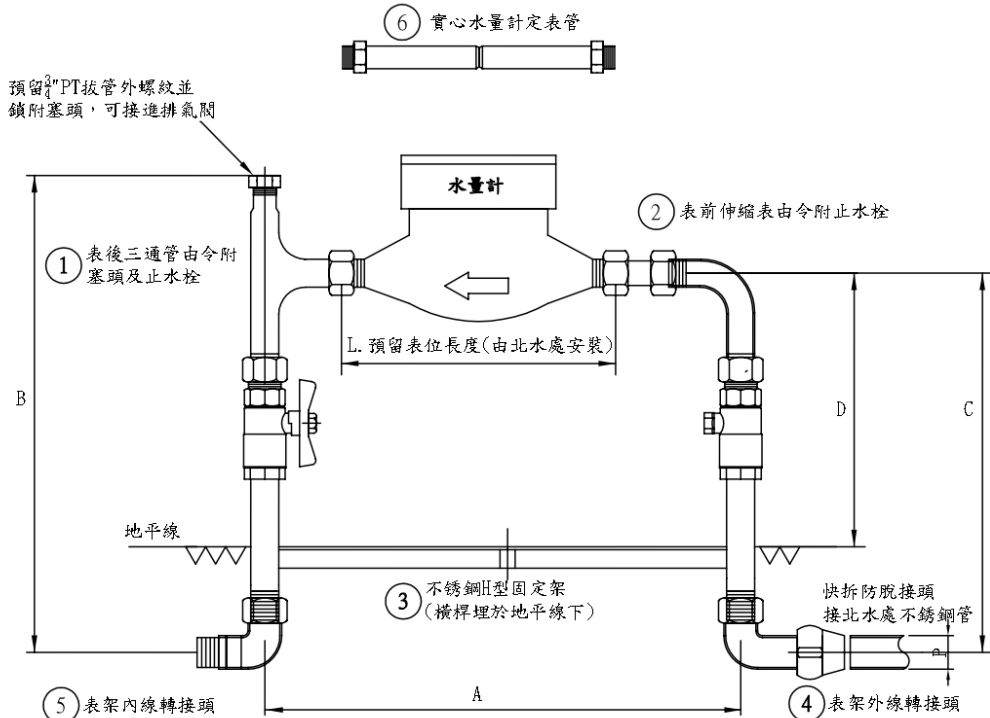 ⑥ 實心水量計定表管
預留3/4"PT拔管外螺紋並
鎖附塞頭，可接進排氣閥
水量計
② 表前伸縮表由令附止水栓
① 表後三通管由令附
塞頭及止水栓
L. 預留表位長度(由北水處安裝)
B
D
C
地平線
③ 不銹鋼H型固定架
(橫桿埋於地平線下)
快拆防脫接頭
接北水處不銹鋼管
P
A
⑤ 表架內線轉接頭
④ 表架外線轉接頭